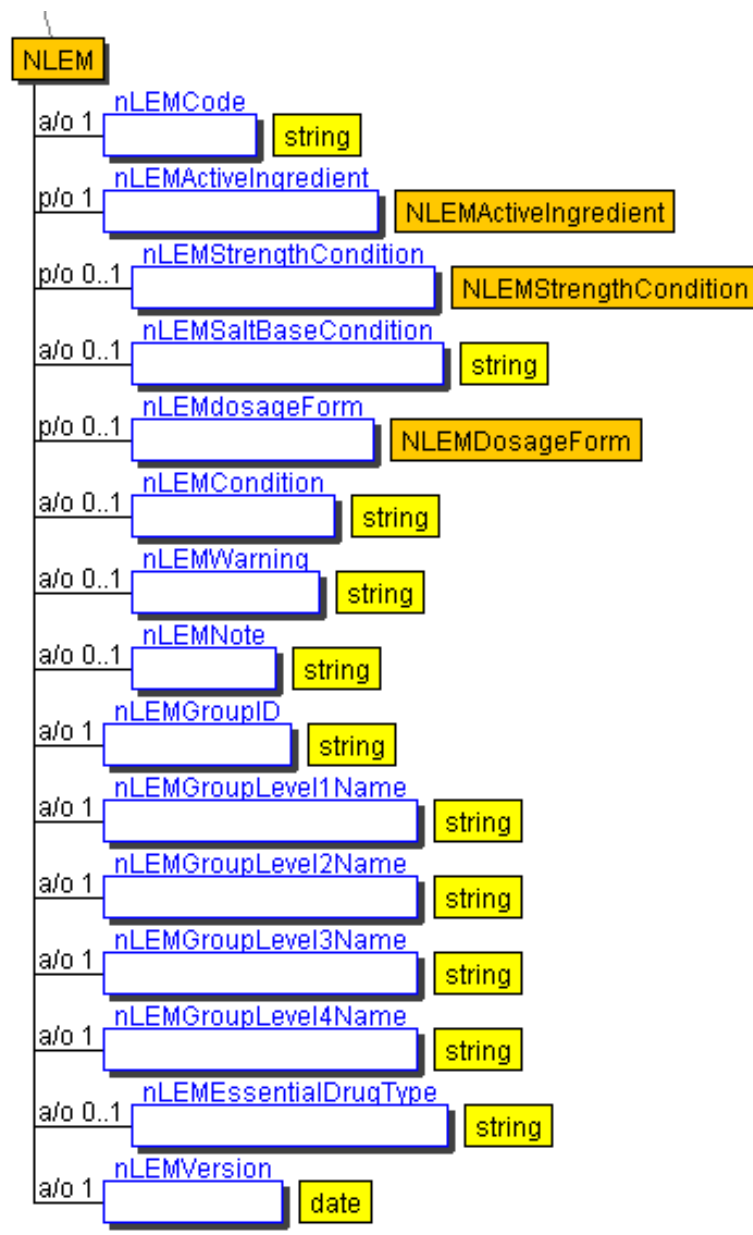 NLEM
nLEMCode
a/o 1 string
nLEMActiveIngredient
p/o 1 NLEMActiveIngredient
nLEMStrengthCondition
p/o 0..1 NLEMStrengthCondition
nLEMSaltBaseCondition
a/o 0..1 string
nLEMdosageForm
p/o 0..1 NLEMDosageForm
nLEMCondition
a/o 0..1 string
nLEMWarning
a/o 0..1 string
nLEMNote
a/o 0..1 string
nLEMGroupID
a/o 1 string
nLEMGroupLevel1Name
a/o 1 string
nLEMGroupLevel2Name
a/o 1 string
nLEMGroupLevel3Name
a/o 1 string
nLEMGroupLevel4Name
a/o 1 string
nLEMEssentialDrugType
a/o 0..1 string
nLEMVersion
a/o 1 date